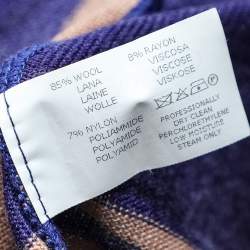 85% WOOL
LANA
LAINE
WOLLE
8% RAYON
VISCOSA
VISCOSE
VISKOSE
7% NYLON
POLIAMMIDE
POLYAMIDE
POLYAMID
PROFESSIONALLY
DRY CLEAN
PERCHLORETHYLENE
LOW MOISTURE
STEAM ONLY